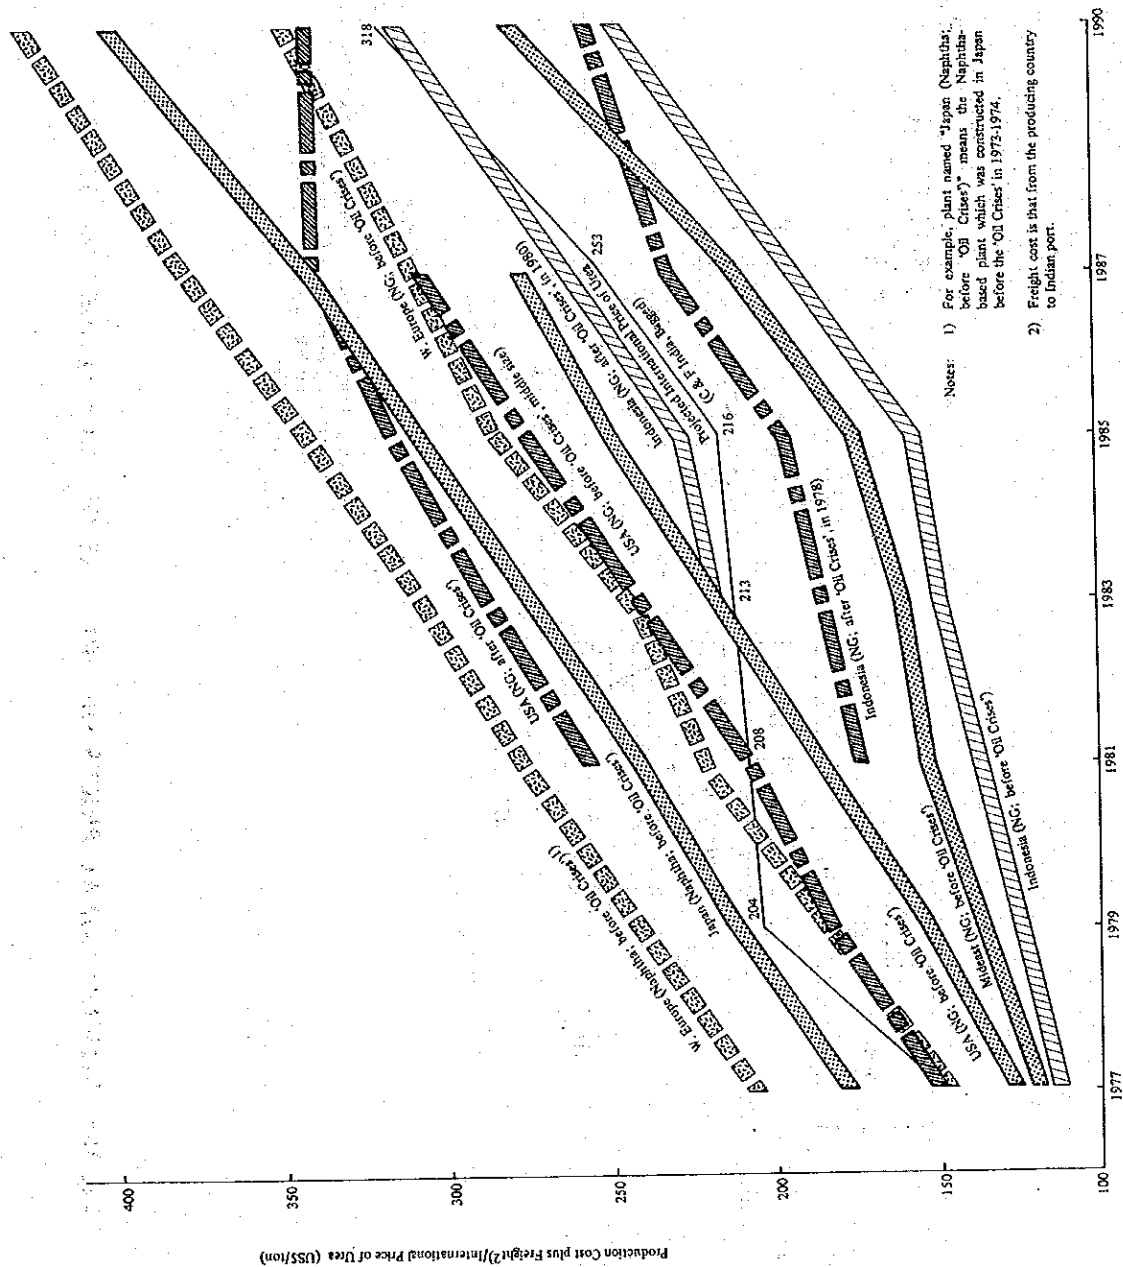 Production Cost plus Freight2)/International Price of Urea (US$/ton)
400
350
300
250
200
150
100
1977
1979
1981
1983
1985
1987
1990
W. Europe (Naphtha; before 'Oil Crises')1)
Japan (Naphtha; before 'Oil Crises')
USA (NG; after 'Oil Crises')
W. Europe (NG; before 'Oil Crises')
USA (NG; before 'Oil Crises', middle size)
Indonesia (NG; after 'Oil Crises', in 1980)
Projected International Price of Urea
(C & F India, Bagged)
Indonesia (NG; after 'Oil Crises', in 1978)
USA (NG; before 'Oil Crises')
Mideast (NG; before 'Oil Crises')
Indonesia (NG; before 'Oil Crises')
204
208
213
216
253
318
Notes: 1) For example, plant named "Japan (Naphtha;
before 'Oil Crises')" means the Naphtha-
based plant which was constructed in Japan
before the 'Oil Crises' in 1973-1974.
2) Freight cost is that from the producing country
to Indian port.